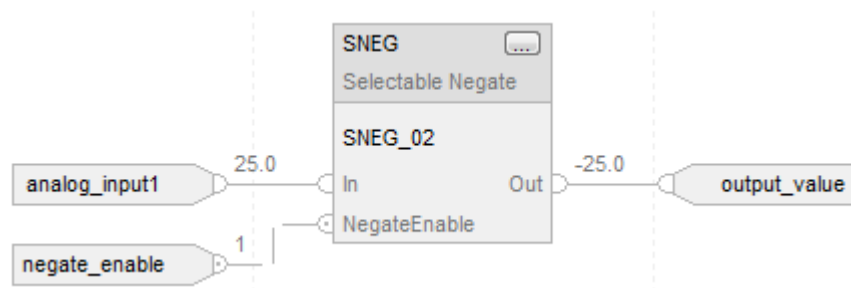 SNEG ...
Selectable Negate
SNEG_02
25.0
-25.0
analog_input1
In
Out
output_value
NegateEnable
1
negate_enable